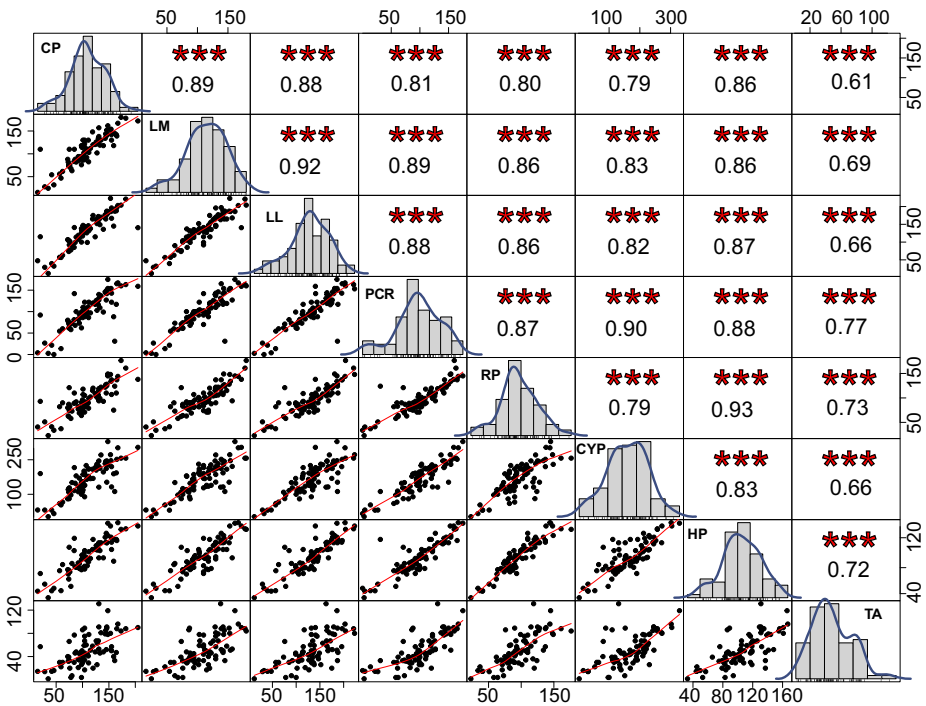 50 150 50 150 100 300 20 60 100
CP *** *** *** *** *** *** ***
0.89 0.88 0.81 0.80 0.79 0.86 0.61
50 150
50 150
LM *** *** *** *** *** ***
0.92 0.89 0.86 0.83 0.86 0.69
LL *** *** *** *** ***
0.88 0.86 0.82 0.87 0.66
50 150
0 50 150
PCR *** *** *** ***
0.87 0.90 0.88 0.77
RP *** *** ***
0.79 0.93 0.73
50 150
100 250
CYP *** ***
0.83 0.66
HP ***
0.72
40 120
40 120
TA
50 150 50 150 50 150 40 80 120 160